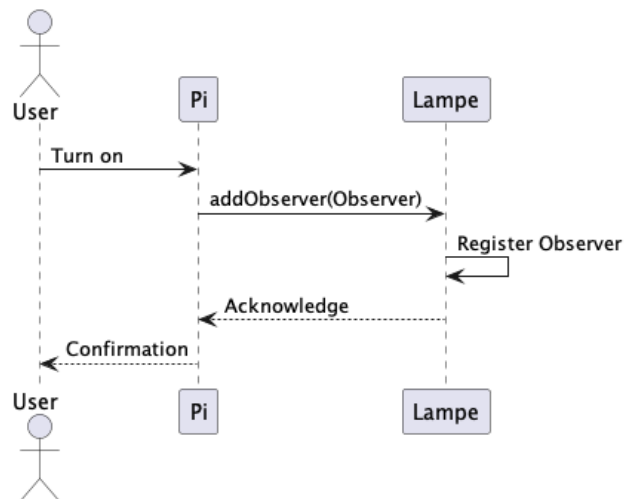 User
Pi
Lampe
Turn on
addObserver(Observer)
Register Observer
Acknowledge
Confirmation
User
Pi
Lampe